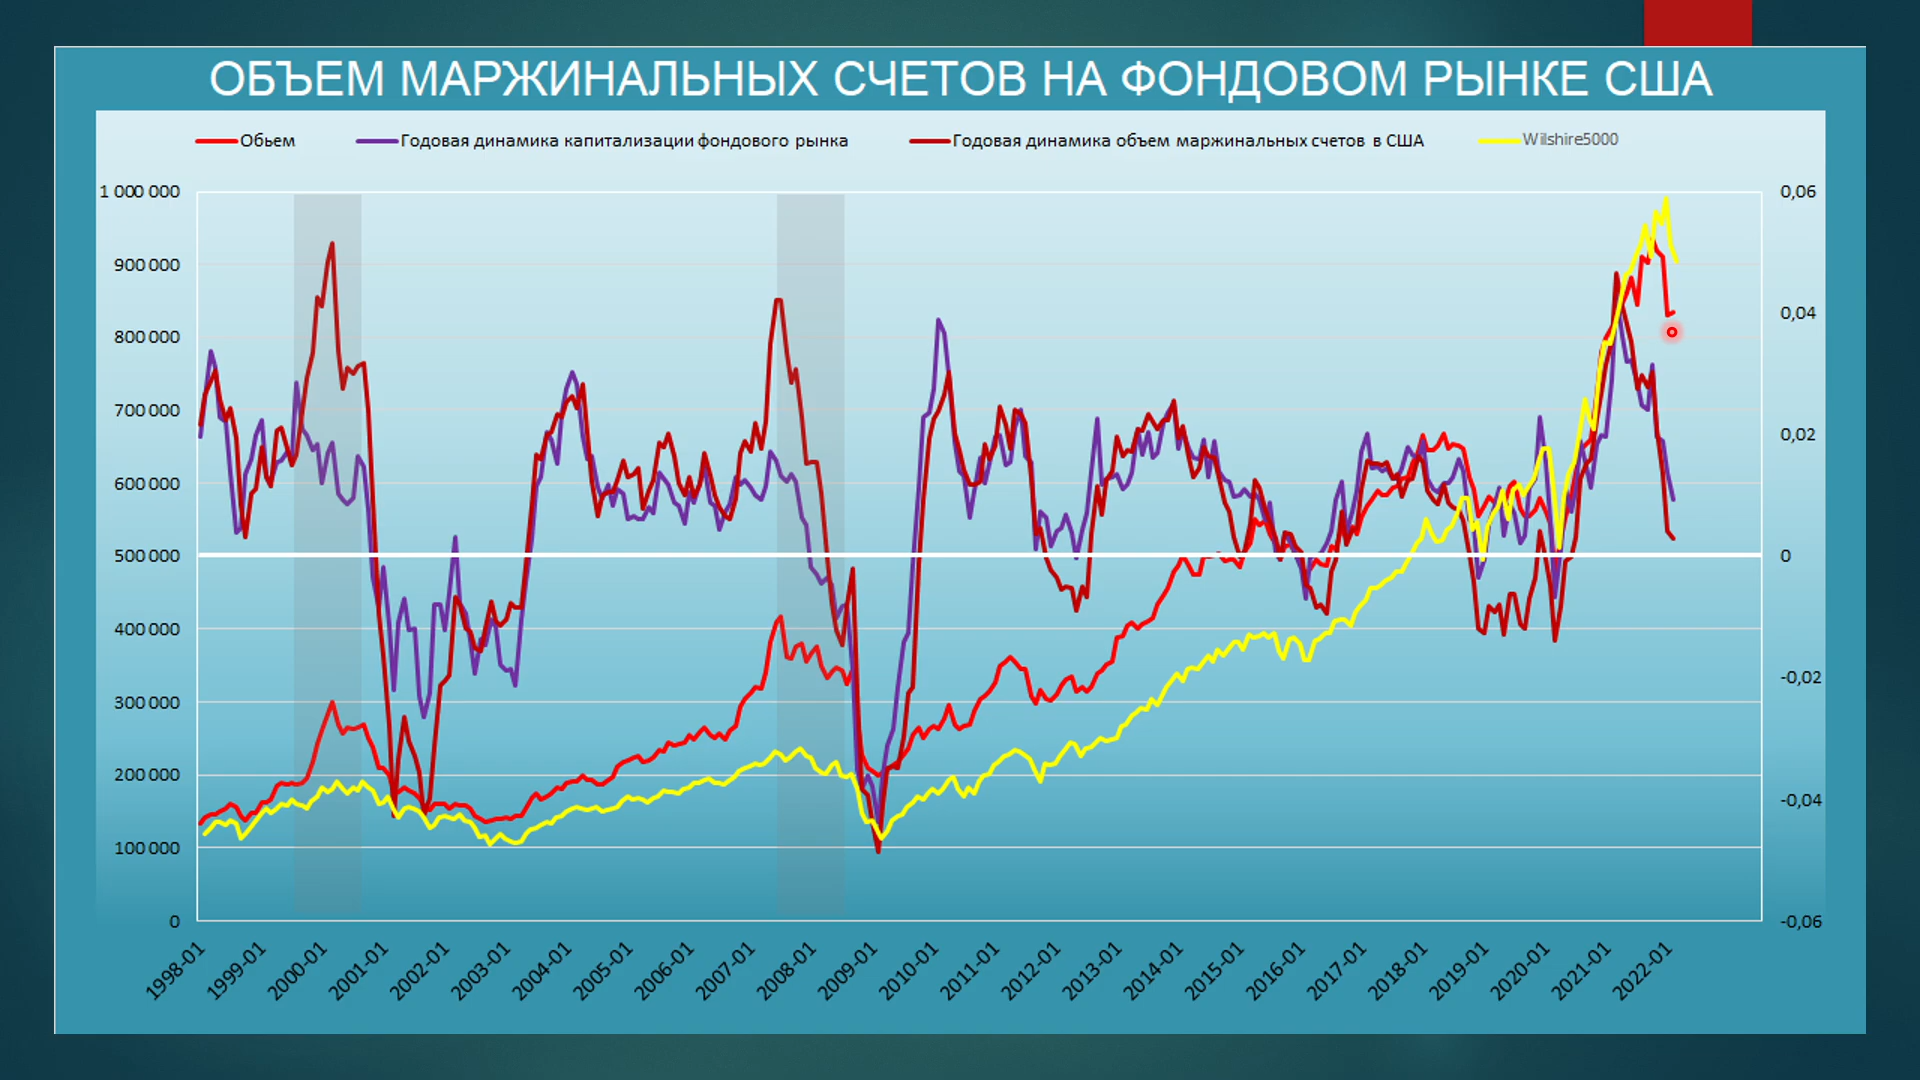 ОБЪЕМ МАРЖИНАЛЬНЫХ СЧЕТОВ НА ФОНДОВОМ РЫНКЕ США
Обьем Годовая динамика капитализации фондового рынка Годовая динамика объем маржинальных счетов в США Wilshire5000
1 000 000 0,06
900 000
800 000 0,04
700 000
600 000 0,02
500 000 0
400 000
300 000 -0,02
200 000
100 000 -0,04
0 -0,06
1998-01 1999-01 2000-01 2001-01 2002-01 2003-01 2004-01 2005-01 2006-01 2007-01 2008-01 2009-01 2010-01 2011-01 2012-01 2013-01 2014-01 2015-01 2016-01 2017-01 2018-01 2019-01 2020-01 2021-01 2022-01